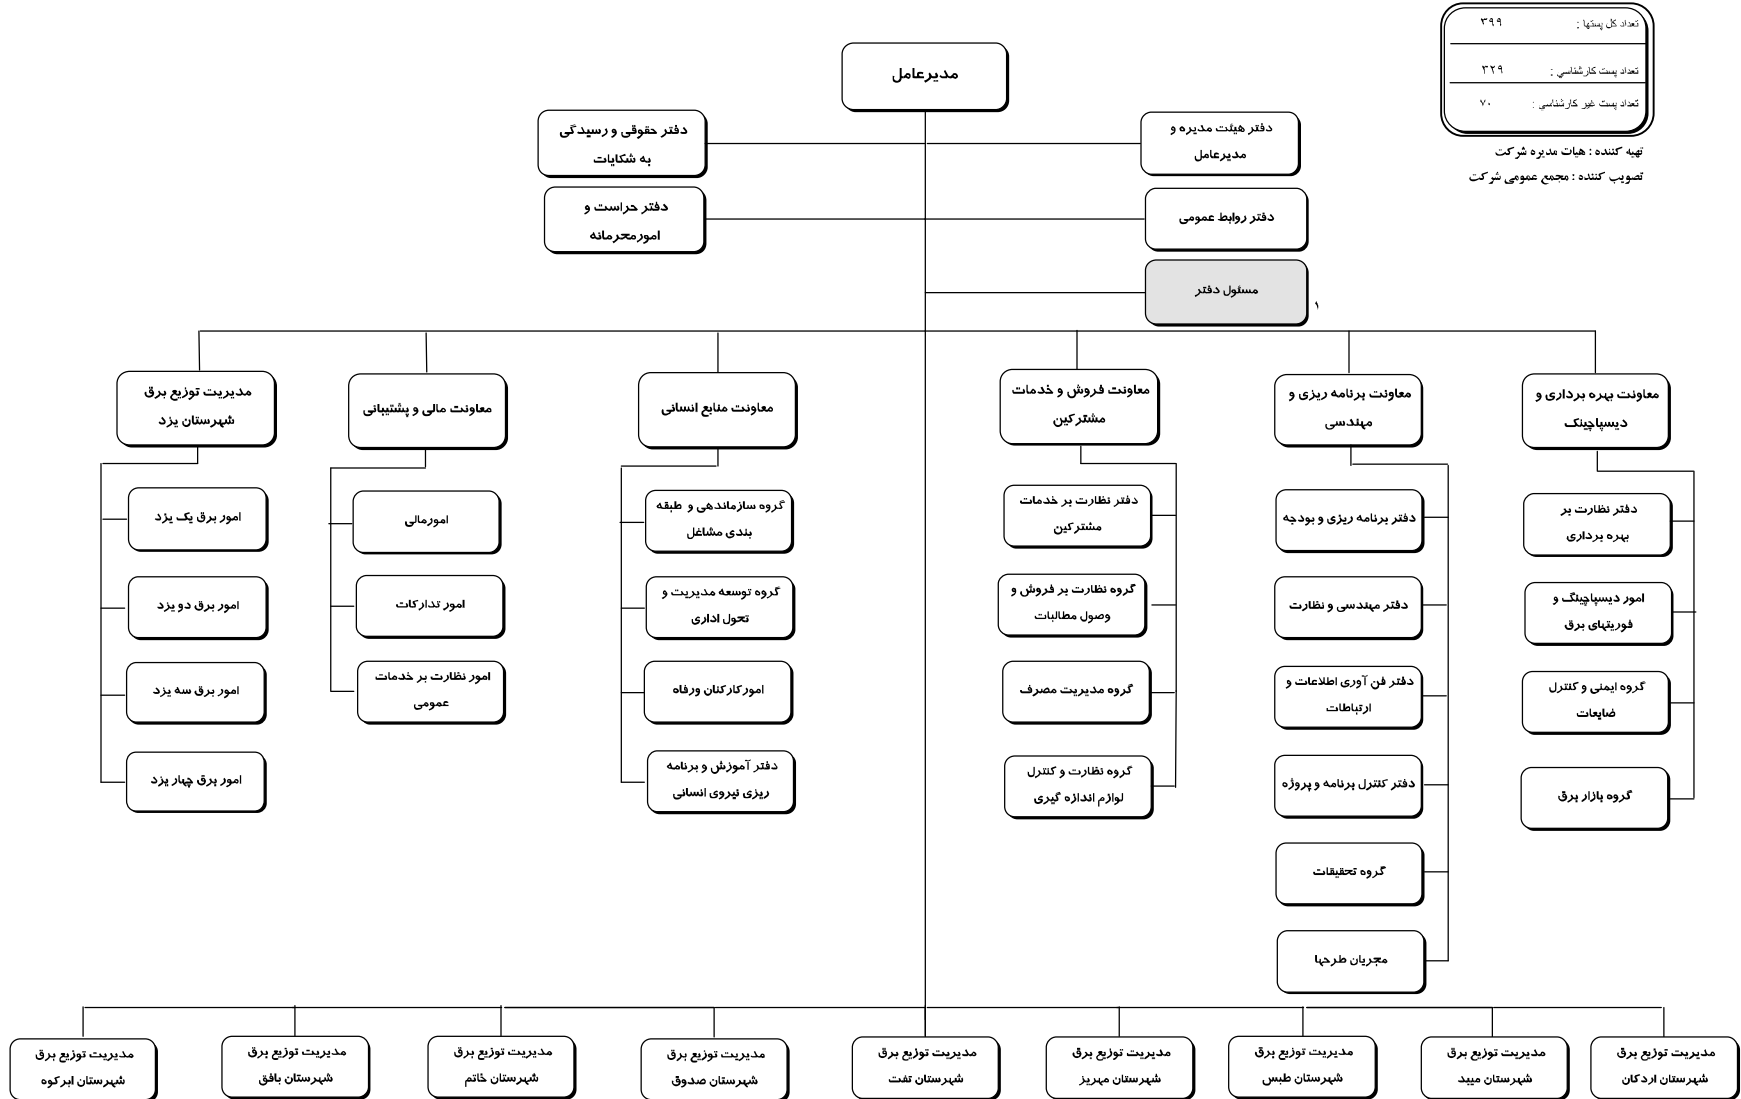 تعداد کل پستها : ۳۹۹
تعداد پست کارشناسي : ۳۲۹
تعداد پست غیر کارشناسي : ۷۰
تهیه کننده : هیات مدیره شرکت
تصویب کننده : مجمع عمومی شرکت
مدیرعامل
دفتر هیئت مدیره و
مدیرعامل
دفتر حقوقی و رسیدگی
به شکایات
دفتر روابط عمومی
دفتر حراست و
امورمحرمانه
مسئول دفتر
۱
معاونت بهره برداری و
دیسپاچینگ
معاونت برنامه ریزی و
مهندسی
معاونت فروش و خدمات
مشترکین
معاونت منابع انسانی
معاونت مالی و پشتیبانی
مدیریت توزیع برق
شهرستان یزد
دفتر نظارت بر
بهره برداری
امور دیسپاچینگ و
فوریتهای برق
گروه ایمنی و کنترل
ضایعات
گروه بازار برق
دفتر برنامه ریزی و بودجه
دفتر مهندسی و نظارت
دفتر فن آوری اطلاعات و
ارتباطات
دفتر کنترل برنامه و پروژه
گروه تحقیقات
مجریان طرحها
دفتر نظارت بر خدمات
مشترکین
گروه نظارت بر فروش و
وصول مطالبات
گروه مدیریت مصرف
گروه نظارت و کنترل
لوازم اندازه گیری
گروه سازماندهی و طبقه
بندی مشاغل
گروه توسعه مدیریت و
تحول اداری
امورکارکنان ورفاه
دفتر آموزش و برنامه
ریزی نیروی انسانی
امورمالی
امور تدارکات
امور نظارت بر خدمات
عمومی
امور برق یک یزد
امور برق دو یزد
امور برق سه یزد
امور برق چهار یزد
مدیریت توزیع برق
شهرستان اردکان
مدیریت توزیع برق
شهرستان میبد
مدیریت توزیع برق
شهرستان طبس
مدیریت توزیع برق
شهرستان مهریز
مدیریت توزیع برق
شهرستان تفت
مدیریت توزیع برق
شهرستان صدوق
مدیریت توزیع برق
شهرستان خاتم
مدیریت توزیع برق
شهرستان بافق
مدیریت توزیع برق
شهرستان ابرکوه